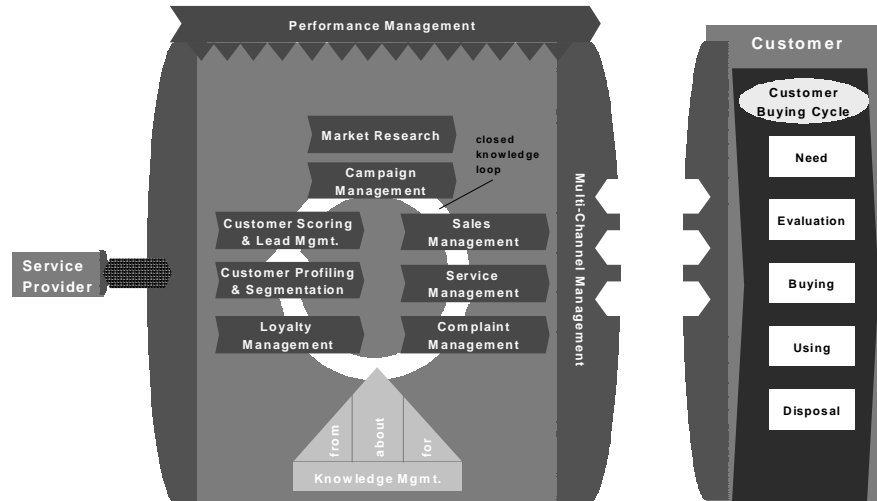 Performance Management
Customer
Customer
Buying Cycle
Market Research
closed
knowledge
loop
Campaign
Management
Need
Customer Scoring
& Lead Mgmt.
Sales
Management
Evaluation
Multi-Channel Management
Service
Provider
Customer Profiling
& Segmentation
Service
Management
Buying
Loyalty
Management
Complaint
Management
Using
Disposal
from
about
for
Knowledge Mgmt.